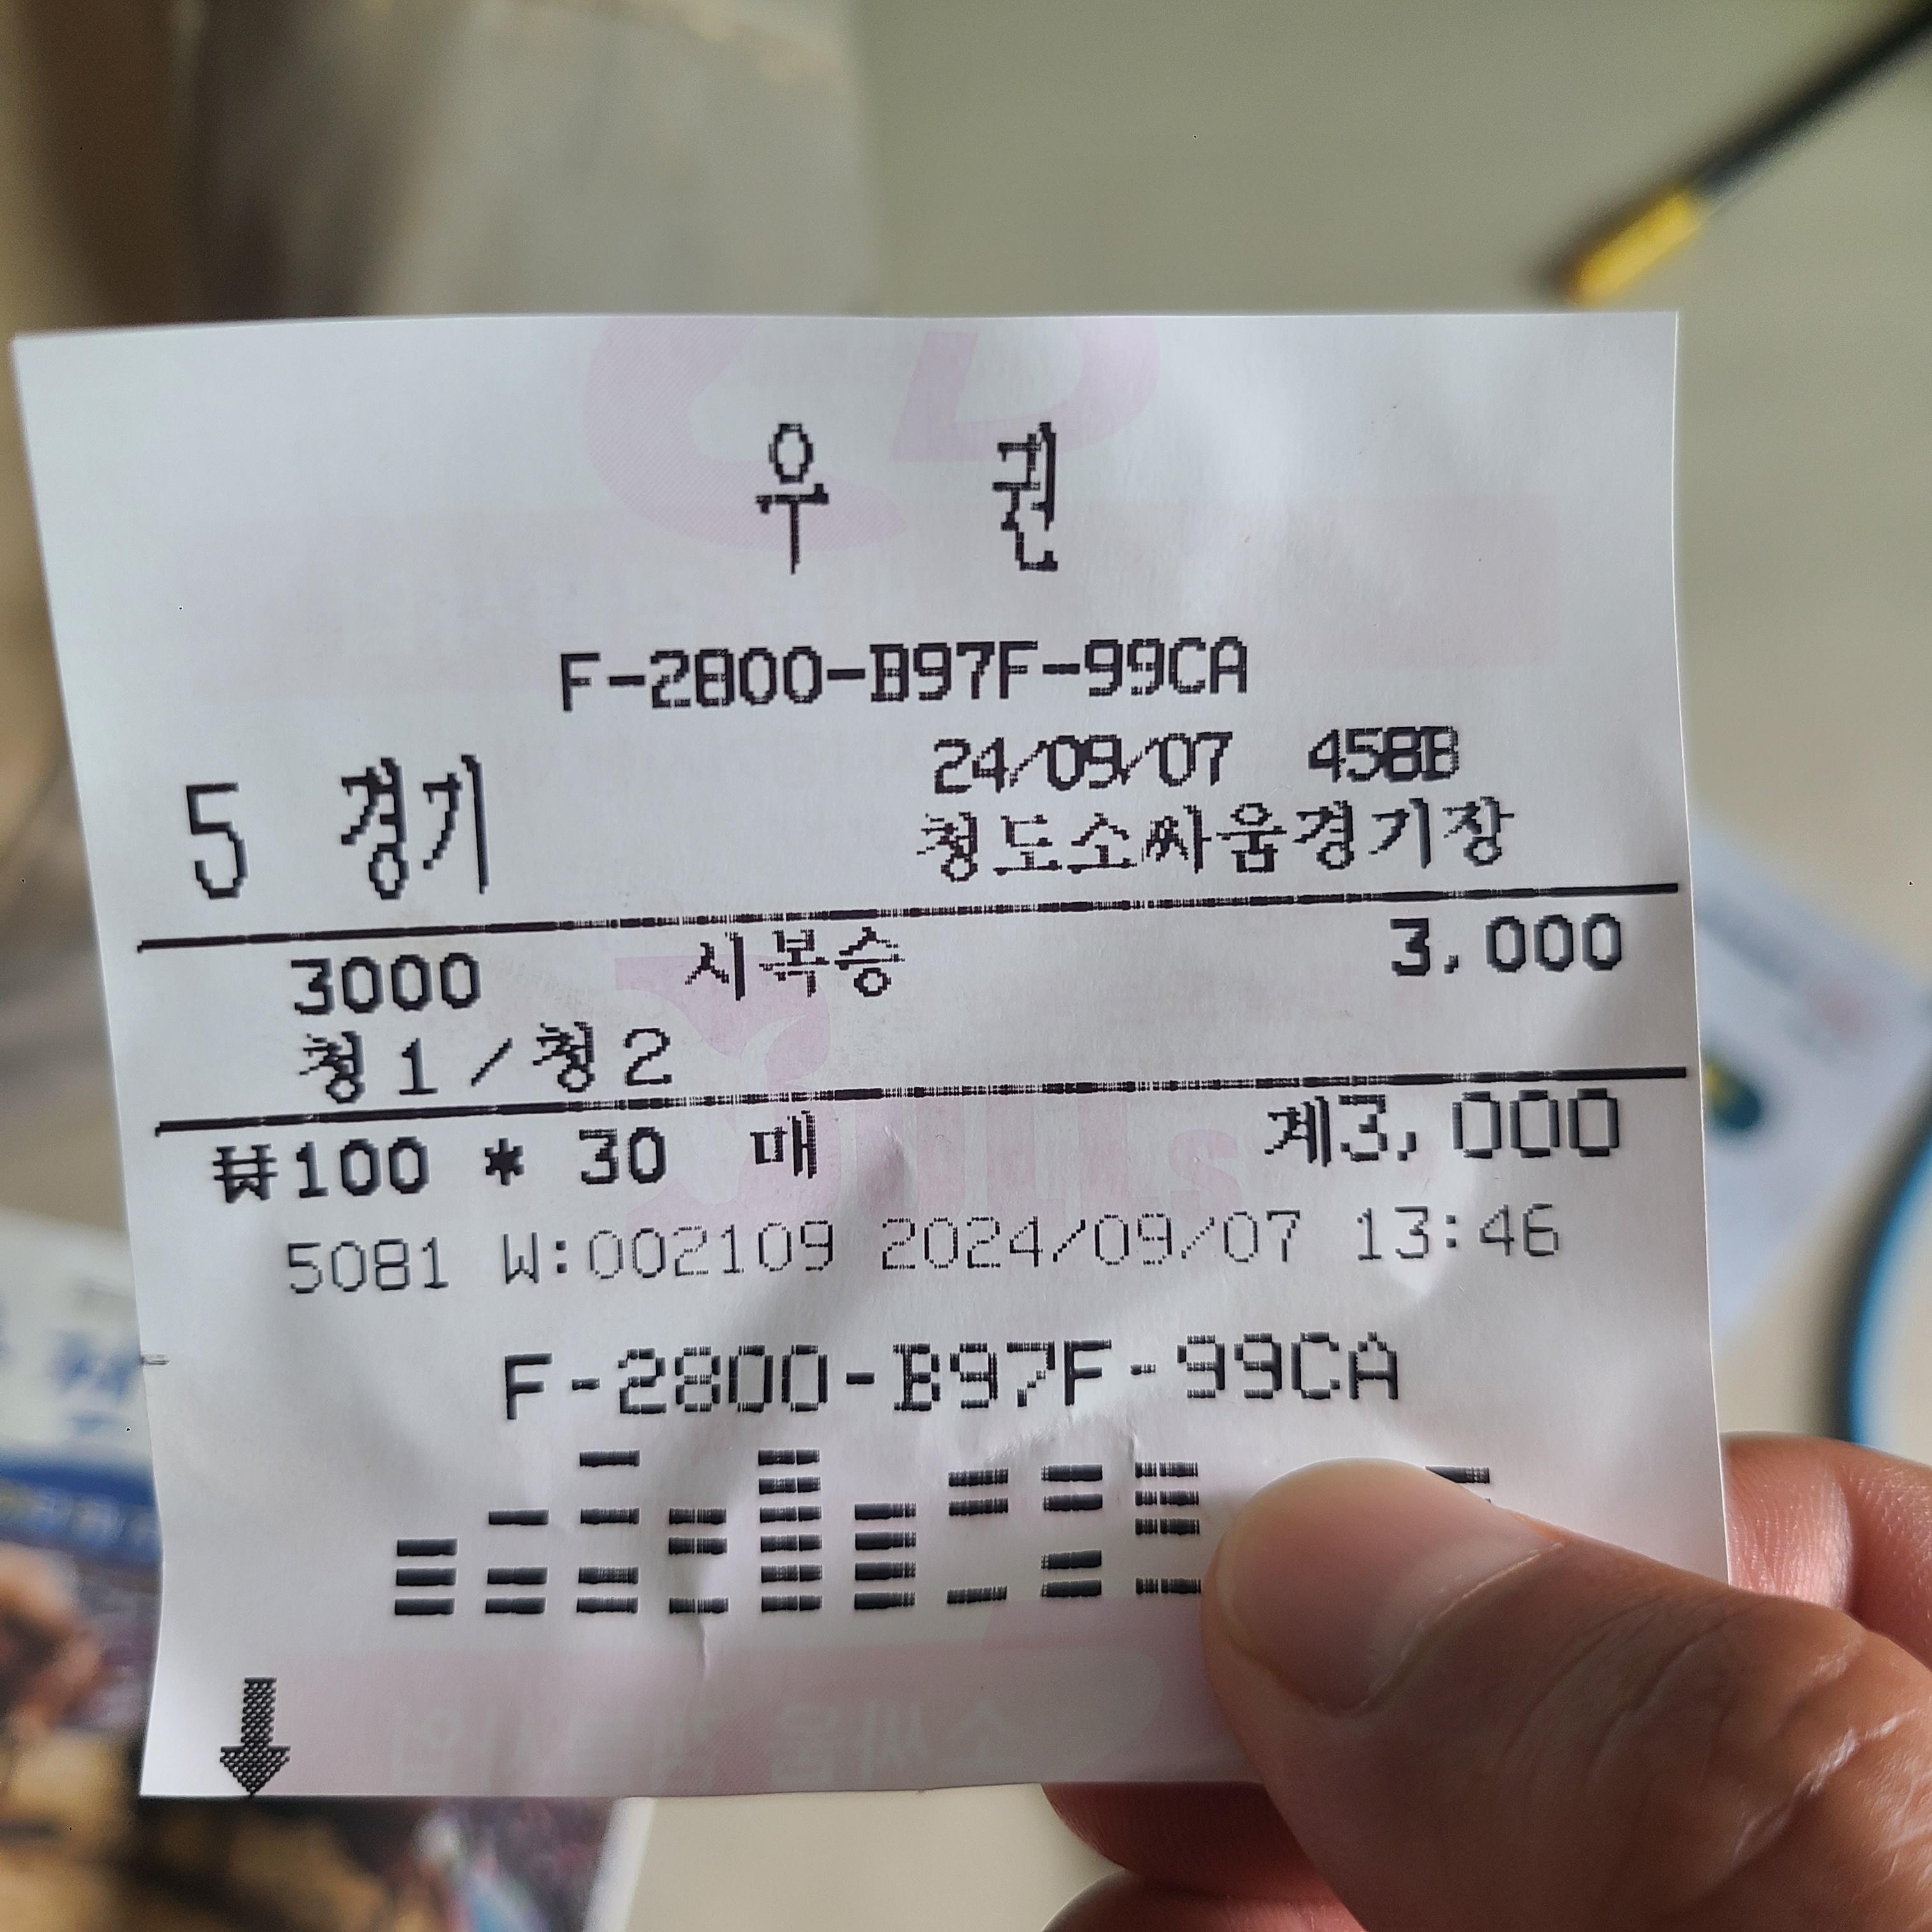 우 권
F-2800-B97F-99CA
24/09/07 458B
5 경기
청도소싸움경기장
3000 시복승 3,000
청1/청2
₩100 * 30 매 계3,000
5081 W:002109 2024/09/07 13:46
F-2800-B97F-99CA